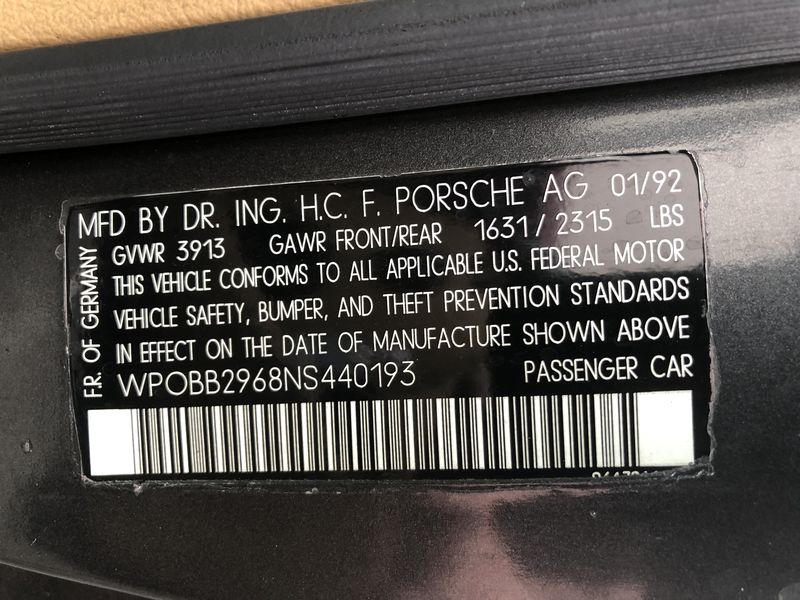 MFD BY DR. ING. H.C. F. PORSCHE AG 01/92
GVWR 3913 GAWR FRONT/REAR 1631/2315 LBS
THIS VEHICLE CONFORMS TO ALL APPLICABLE U.S. FEDERAL MOTOR
VEHICLE SAFETY, BUMPER, AND THEFT PREVENTION STANDARDS
IN EFFECT ON THE DATE OF MANUFACTURE SHOWN ABOVE
WPOBB2968NS440193 PASSENGER CAR
F.R. OF GERMANY